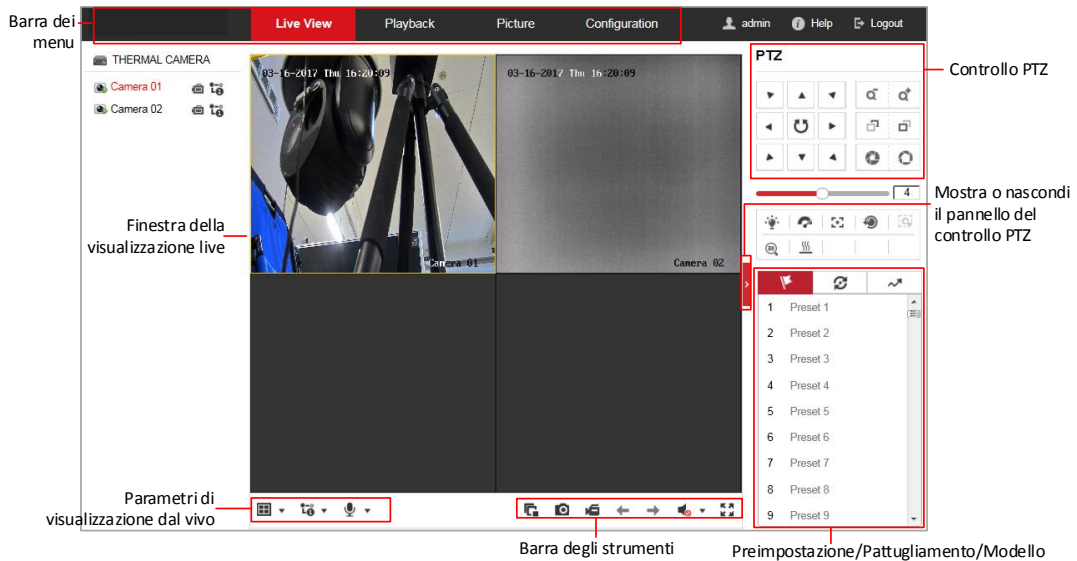 Barra dei
menu
Live View
Playback
Picture
Configuration
admin
Help
Logout
THERMAL CAMERA
Camera 01
Camera 02
03-16-2017 Thu 16:20:09
Camera 01
03-16-2017 Thu 16:20:09
Camera 02
PTZ
Controllo PTZ
4
3D
Mostra o nascondi
il pannello del
controllo PTZ
Finestra della
visualizzazione live
1 Preset 1
2 Preset 2
3 Preset 3
4 Preset 4
5 Preset 5
6 Preset 6
7 Preset 7
8 Preset 8
9 Preset 9
Parametri di
visualizzazione dal vivo
Barra degli strumenti
Preimpostazione/Pattugliamento/Modello